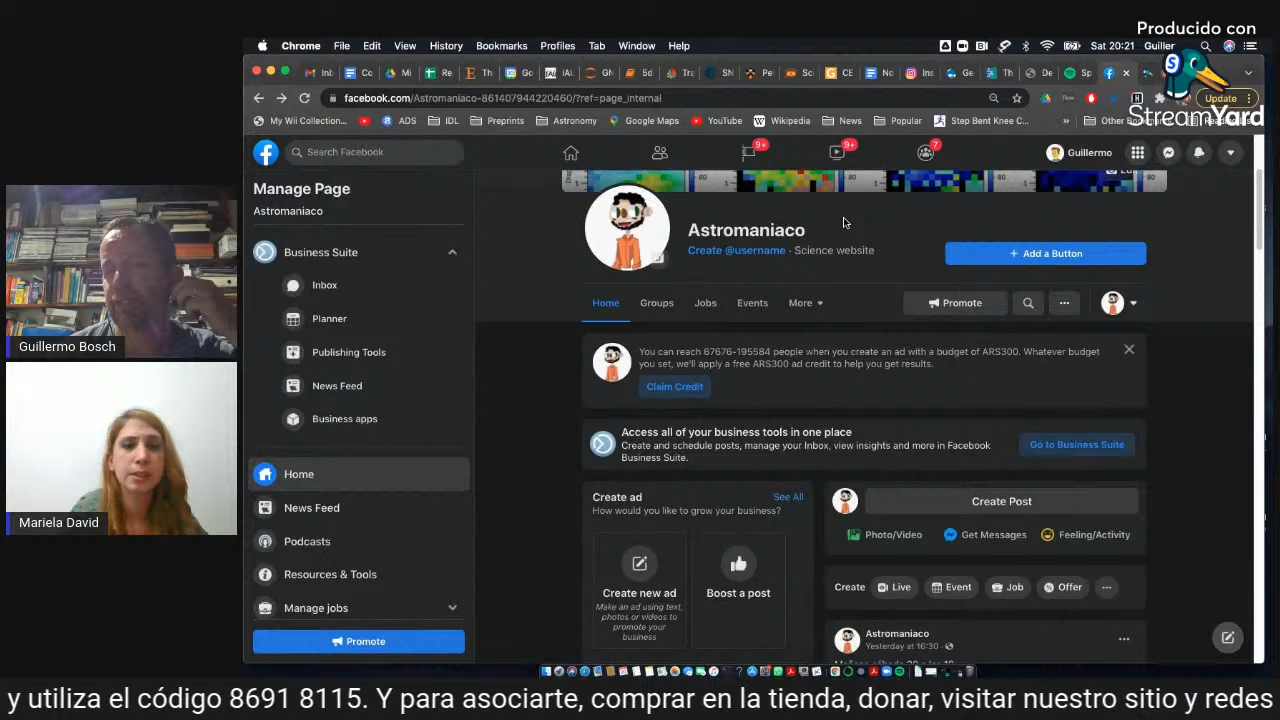 Producido con
StreamYard
Chrome File Edit View History Bookmarks Profiles Tab Window Help
Sat 20:21 Guiller
facebook.com/Astromaniaco-861407944220460/?ref=page_internal
Update
My Wii Collection... ADS IDL Preprints Astronomy Google Maps YouTube Wikipedia News Popular Step Bent Knee C... »
Search Facebook
9+
9+
7
Guillermo
Manage Page
Astromaniaco
Business Suite
Inbox
Planner
Publishing Tools
News Feed
Business apps
Home
News Feed
Podcasts
Resources & Tools
Manage jobs
Promote
Astromaniaco
Create @username · Science website
+ Add a Button
Home Groups Jobs Events More
Promote
You can reach 67676-195584 people when you create an ad with a budget of ARS300. Whatever budget
you set, we'll apply a free ARS300 ad credit to help you get results.
Claim Credit
Access all of your business tools in one place
Create and schedule posts, manage your Inbox, view insights and more in Facebook
Business Suite.
Go to Business Suite
Create ad See All
How would you like to grow your business?
Create new ad
Make an ad using text,
photos or videos to
promote your
business
Boost a post
Create Post
Photo/Video Get Messages Feeling/Activity
Create Live Event Job Offer
Astromaniaco
Yesterday at 16:30
Guillermo Bosch
Mariela David
y utiliza el código 8691 8115. Y para asociarte, comprar en la tienda, donar, visitar nuestro sitio y redes